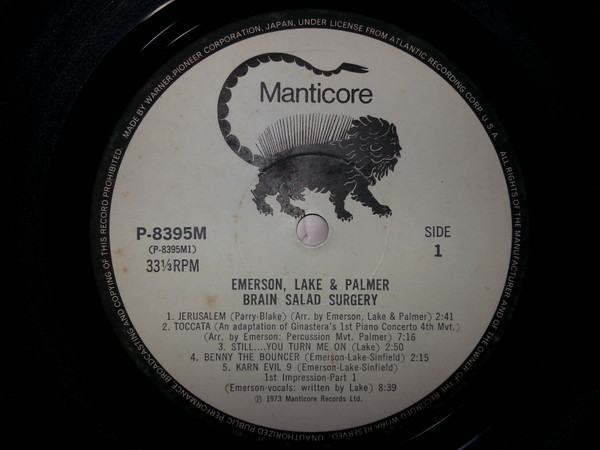 MADE BY WARNER-PIONEER CORPORATION, JAPAN, UNDER LICENSE FROM ATLANTIC RECORDING CORP. U.S.A. ALL RIGHTS OF THE MANUFACTURER AND OF THE OWNER OF THE RECORDED WORK RESERVED. UNAUTHORIZED PUBLIC PERFORMANCE BROADCASTING AND COPYING OF THIS RECORD PROHIBITED.
Manticore
P-8395M
(P-8395M1)
33⅓RPM
SIDE
1
EMERSON, LAKE & PALMER
BRAIN SALAD SURGERY
1. JERUSALEM (Parry-Blake) (Arr. by Emerson, Lake & Palmer) 2:41
2. TOCCATA (An adaptation of Ginastera's 1st Piano Concerto 4th Mvt.)
(Arr. by Emerson: Percussion Mvt. Palmer) 7:16
3. STILL....YOU TURN ME ON (Lake) 2:50
4. BENNY THE BOUNCER (Emerson-Lake-Sinfield) 2:15
5. KARN EVIL 9 (Emerson-Lake-Sinfield)
1st Impression-Part 1
(Emerson-vocals: written by Lake) 8:39
℗ 1973 Manticore Records Ltd.